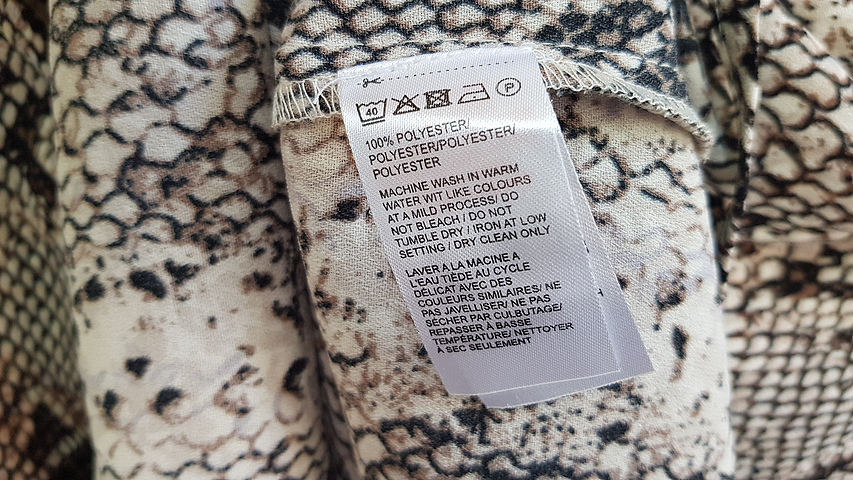 40 P
100% POLYESTER/
POLYESTER/POLYESTER/
POLYESTER
MACHINE WASH IN WARM
WATER WIT LIKE COLOURS
AT A MILD PROCESS/ DO
NOT BLEACH / DO NOT
TUMBLE DRY / IRON AT LOW
SETTING / DRY CLEAN ONLY
LAVER A LA MACINE A
L'EAU TIÈDE AU CYCLE
DÉLICAT AVEC DES
COULEURS SIMILAIRES/ NE
PAS JAVELLISER/ NE PAS
SÉCHER PAR CULBUTAGE/
REPASSER À BASSE
TEMPÉRATURE/ NETTOYER
À SEC SEULEMENT